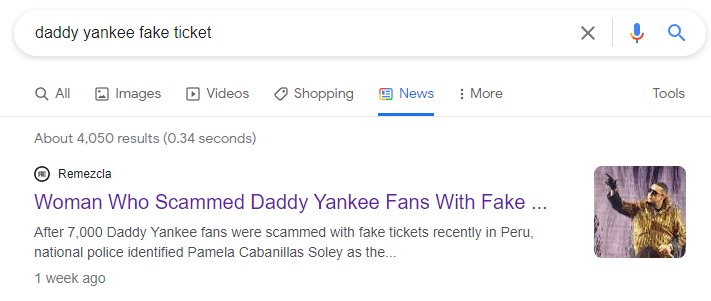 daddy yankee fake ticket
All Images Videos Shopping News More Tools
About 4,050 results (0.34 seconds)
Remezcla
Woman Who Scammed Daddy Yankee Fans With Fake ...
After 7,000 Daddy Yankee fans were scammed with fake tickets recently in Peru,
national police identified Pamela Cabanillas Soley as the...
1 week ago